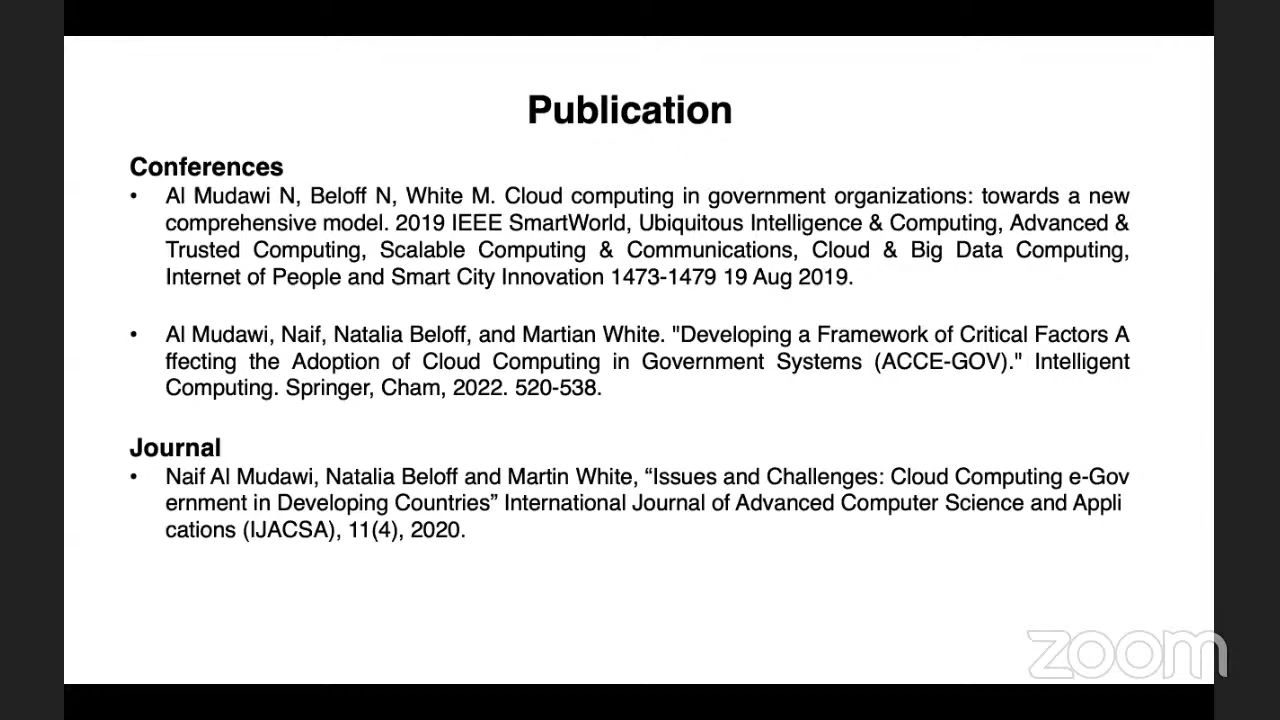 Publication
Conferences
• Al Mudawi N, Beloff N, White M. Cloud computing in government organizations: towards a new
comprehensive model. 2019 IEEE SmartWorld, Ubiquitous Intelligence & Computing, Advanced &
Trusted Computing, Scalable Computing & Communications, Cloud & Big Data Computing,
Internet of People and Smart City Innovation 1473-1479 19 Aug 2019.
• Al Mudawi, Naif, Natalia Beloff, and Martian White. "Developing a Framework of Critical Factors A
ffecting the Adoption of Cloud Computing in Government Systems (ACCE-GOV)." Intelligent
Computing. Springer, Cham, 2022. 520-538.
Journal
• Naif Al Mudawi, Natalia Beloff and Martin White, “Issues and Challenges: Cloud Computing e-Gov
ernment in Developing Countries” International Journal of Advanced Computer Science and Appli
cations (IJACSA), 11(4), 2020.
zoom